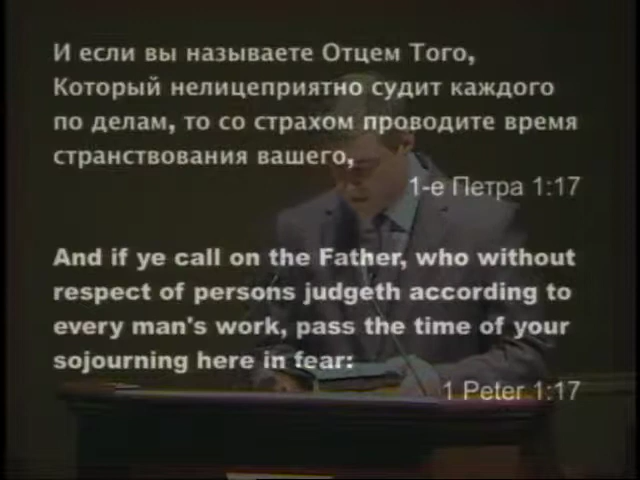 И если вы называете Отцем Того,
Который нелицеприятно судит каждого
по делам, то со страхом проводите время
странствования вашего,
1-е Петра 1:17
And if ye call on the Father, who without
respect of persons judgeth according to
every man's work, pass the time of your
sojourning here in fear:
1 Peter 1:17